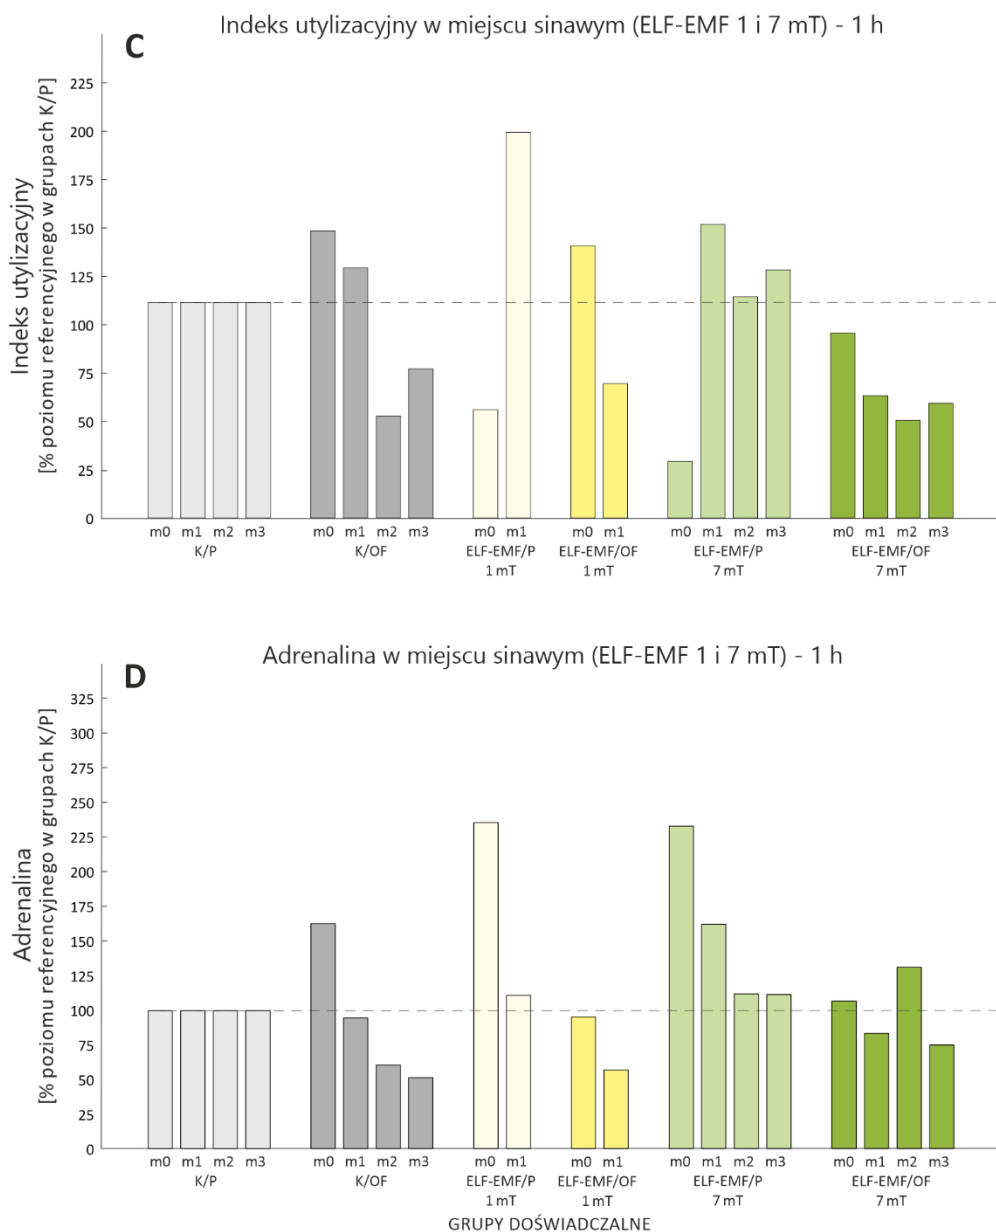 C
Indeks utylizacyjny w miejscu sinawym (ELF-EMF 1 i 7 mT) - 1 h
Indeks utylizacyjny
[% poziomu referencyjnego w grupach K/P]
225
200
175
150
125
100
75
50
25
0
m0 m1 m2 m3 m0 m1 m2 m3 m0 m1 m0 m1 m0 m1 m2 m3 m0 m1 m2 m3
K/P K/OF ELF-EMF/P ELF-EMF/OF ELF-EMF/P ELF-EMF/OF
1 mT 1 mT 7 mT 7 mT
D
Adrenalina w miejscu sinawym (ELF-EMF 1 i 7 mT) - 1 h
Adrenalina
[% poziomu referencyjnego w grupach K/P]
325
300
275
250
225
200
175
150
125
100
75
50
25
0
m0 m1 m2 m3 m0 m1 m2 m3 m0 m1 m0 m1 m0 m1 m2 m3 m0 m1 m2 m3
K/P K/OF ELF-EMF/P ELF-EMF/OF ELF-EMF/P ELF-EMF/OF
1 mT 1 mT 7 mT 7 mT
GRUPY DOŚWIADCZALNE